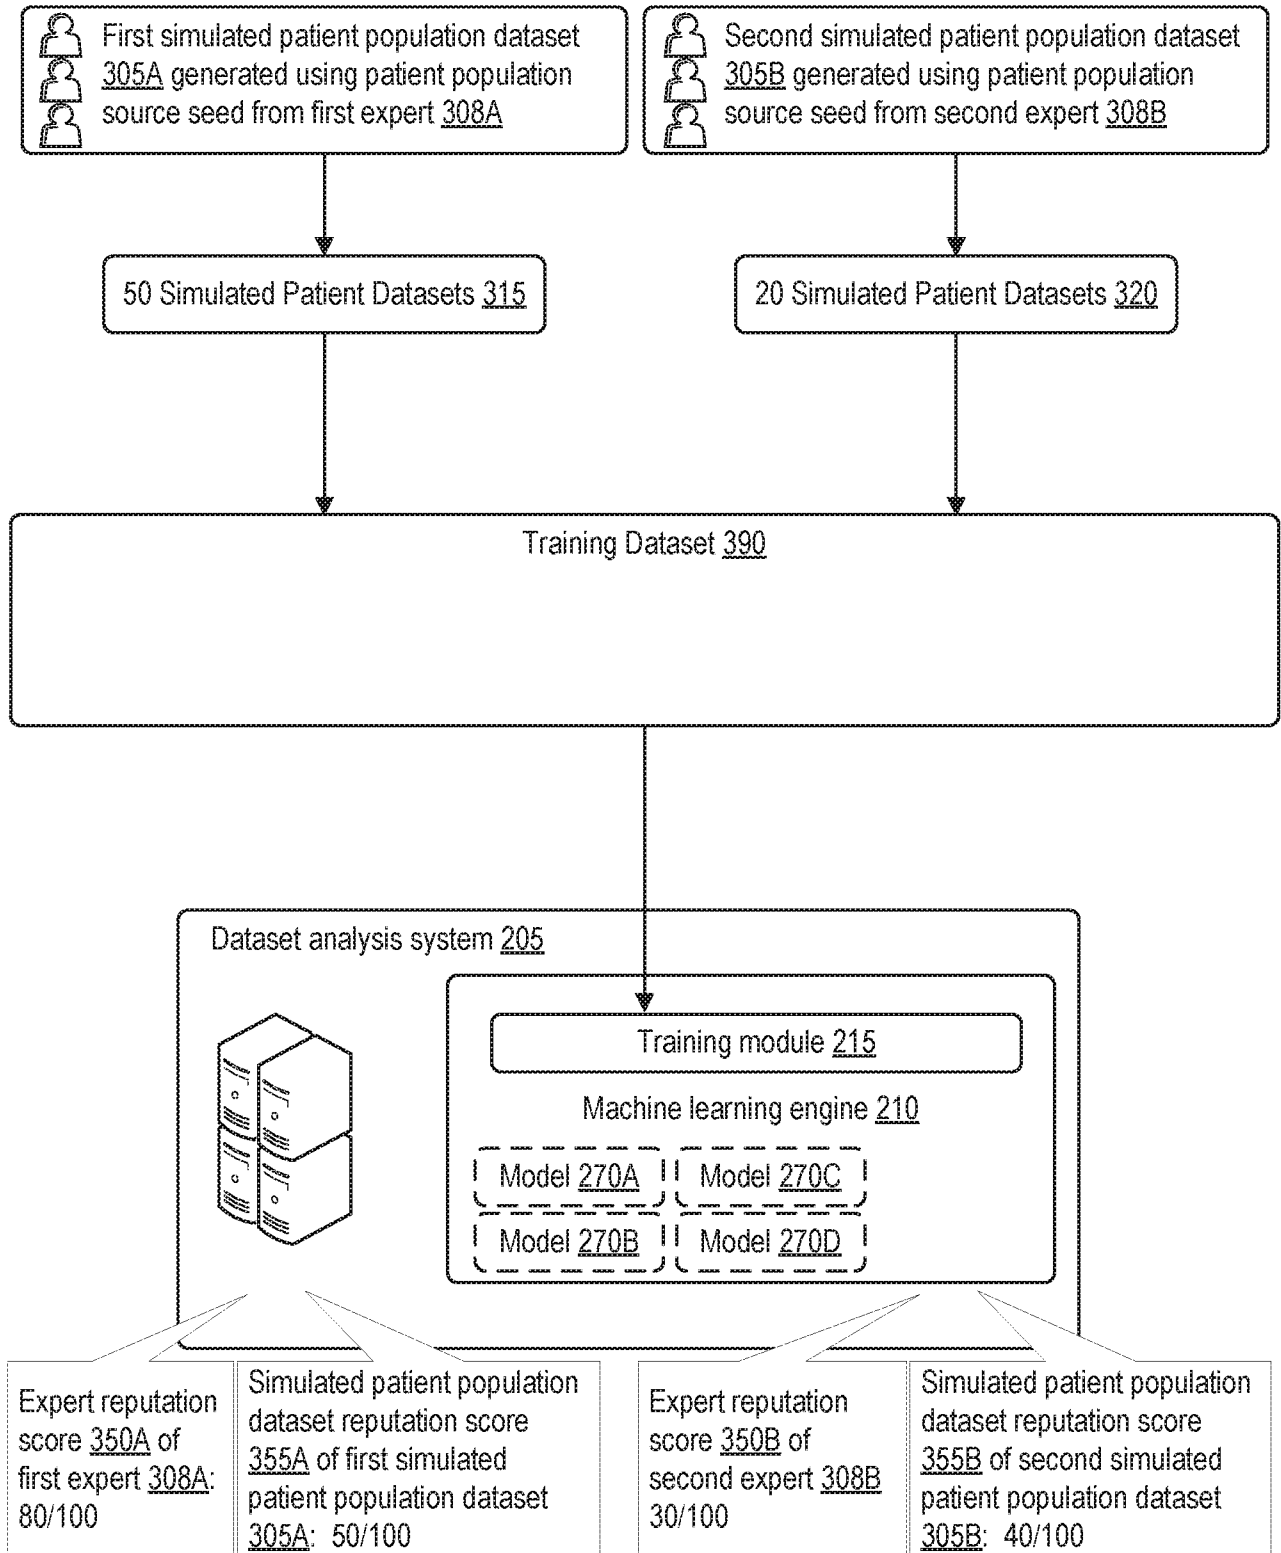 First simulated patient population dataset
305A generated using patient population
source seed from first expert 308A
Second simulated patient population dataset
305B generated using patient population
source seed from second expert 308B
50 Simulated Patient Datasets 315
20 Simulated Patient Datasets 320
Training Dataset 390
Dataset analysis system 205
Training module 215
Machine learning engine 210
Model 270A
Model 270C
Model 270B
Model 270D
Expert reputation
score 350A of
first expert 308A:
80/100
Simulated patient population
dataset reputation score
355A of first simulated
patient population dataset
305A: 50/100
Expert reputation
score 350B of
second expert 308B
30/100
Simulated patient population
dataset reputation score
355B of second simulated
patient population dataset
305B: 40/100